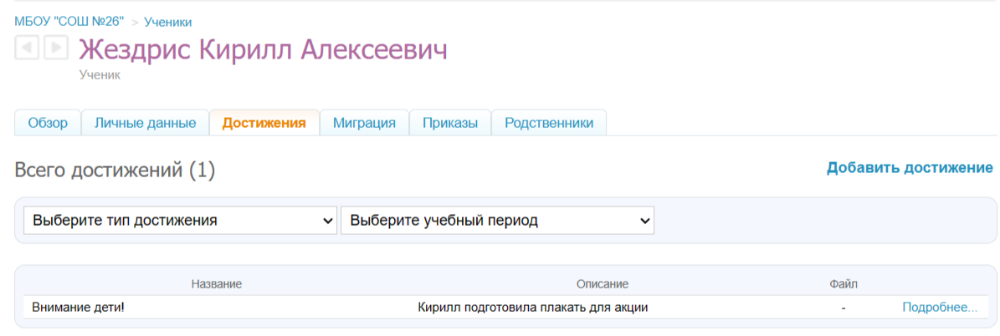 МБОУ "СОШ №26" > Ученики
Жездрис Кирилл Алексеевич
Ученик
Обзор Личные данные Достижения Миграция Приказы Родственники
Всего достижений (1) Добавить достижение
Выберите тип достижения Выберите учебный период
Название Описание Файл
Внимание дети! Кирилл подготовила плакать для акции - Подробнее...